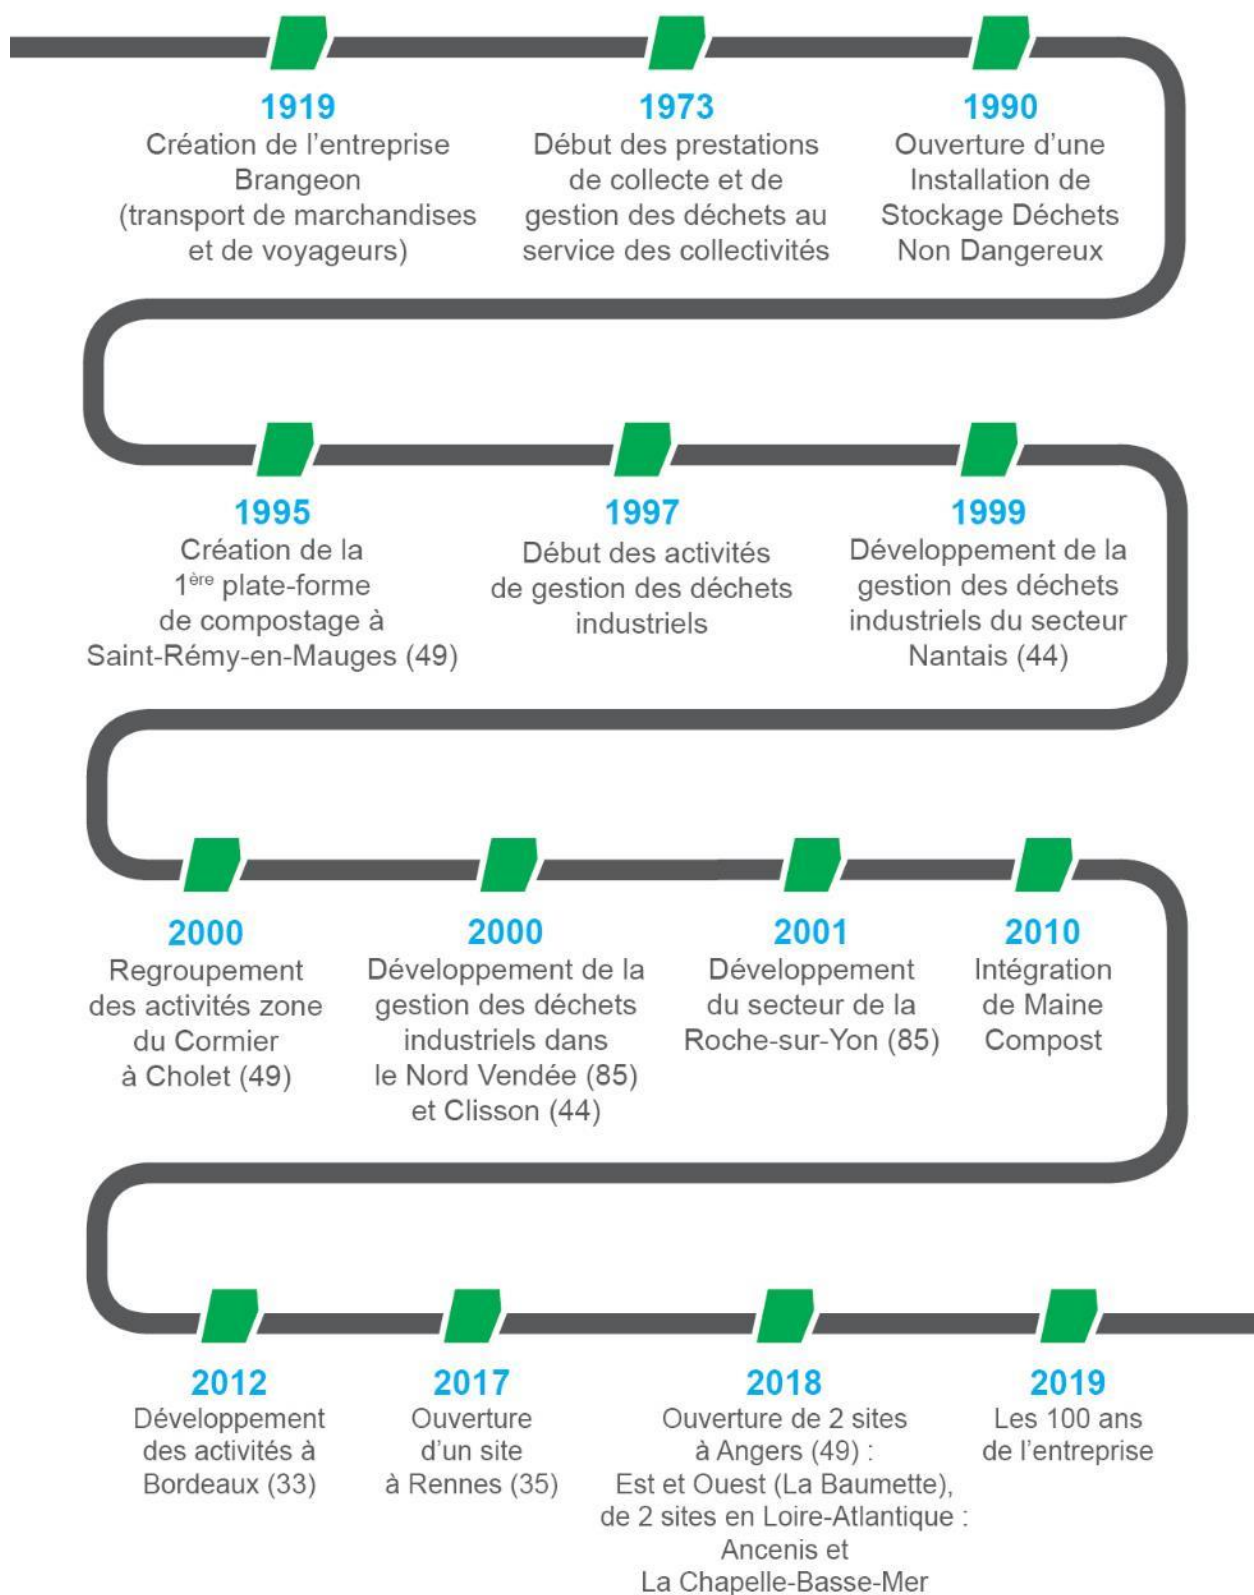 1919
Création de l’entreprise
Brangeon
(transport de marchandises
et de voyageurs)
1973
Début des prestations
de collecte et de
gestion des déchets au
service des collectivités
1990
Ouverture d’une
Installation de
Stockage Déchets
Non Dangereux
1995
Création de la
1ère plate-forme
de compostage à
Saint-Rémy-en-Mauges (49)
1997
Début des activités
de gestion des déchets
industriels
1999
Développement de la
gestion des déchets
industriels du secteur
Nantais (44)
2000
Regroupement
des activités zone
du Cormier
à Cholet (49)
2000
Développement de la
gestion des déchets
industriels dans
le Nord Vendée (85)
et Clisson (44)
2001
Développement
du secteur de la
Roche-sur-Yon (85)
2010
Intégration
de Maine
Compost
2012
Développement
des activités à
Bordeaux (33)
2017
Ouverture
d’un site
à Rennes (35)
2018
Ouverture de 2 sites
à Angers (49) :
Est et Ouest (La Baumette),
de 2 sites en Loire-Atlantique :
Ancenis et
La Chapelle-Basse-Mer
2019
Les 100 ans
de l’entreprise